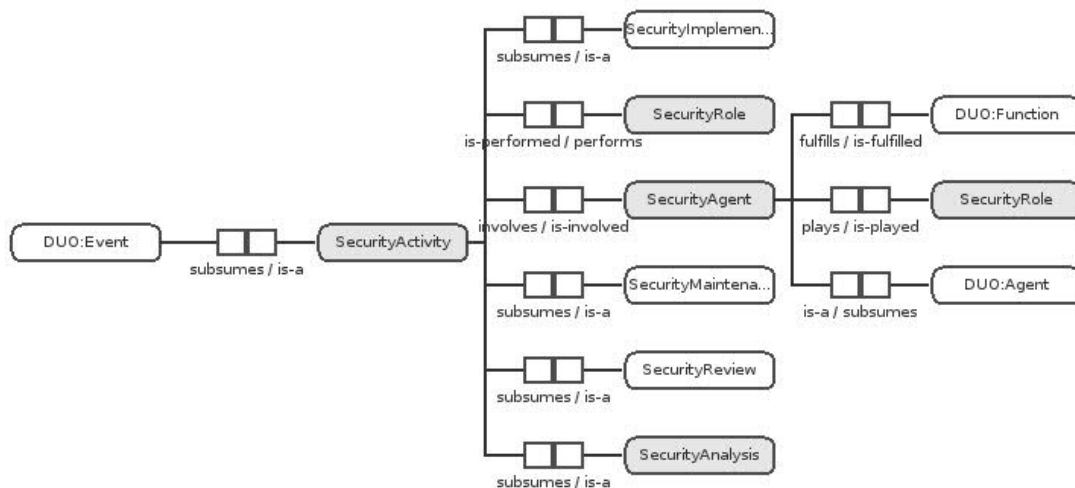 SecurityImplemen...
subsumes / is-a
SecurityRole
is-performed / performs
DUO:Function
fulfills / is-fulfilled
SecurityAgent
involves / is-involved
SecurityRole
plays / is-played
DUO:Event
subsumes / is-a
SecurityActivity
SecurityMaintena...
subsumes / is-a
DUO:Agent
is-a / subsumes
SecurityReview
subsumes / is-a
SecurityAnalysis
subsumes / is-a